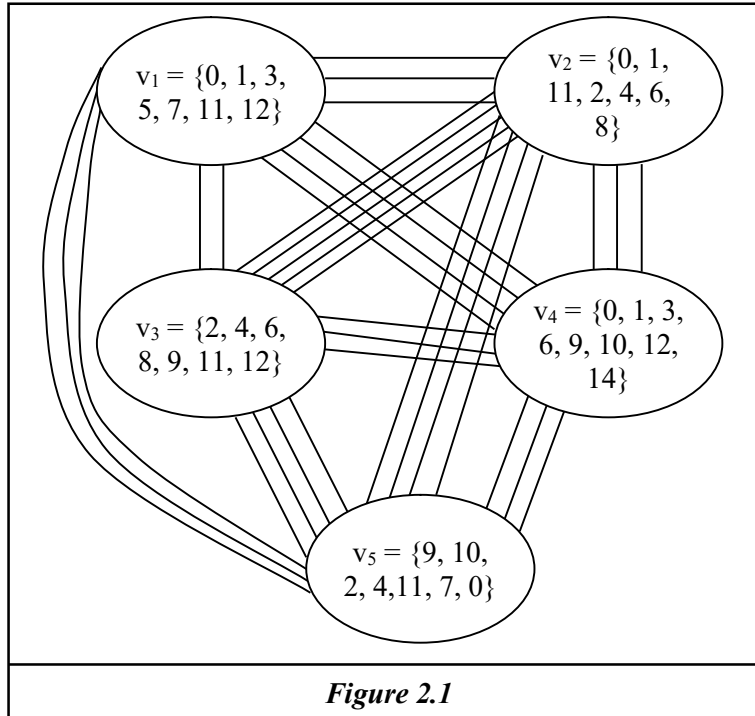 v₁ = {0, 1, 3,
5, 7, 11, 12}
v₂ = {0, 1,
11, 2, 4, 6,
8}
v₃ = {2, 4, 6,
8, 9, 11, 12}
v₄ = {0, 1, 3,
6, 9, 10, 12,
14}
v₅ = {9, 10,
2, 4,11, 7, 0}
Figure 2.1